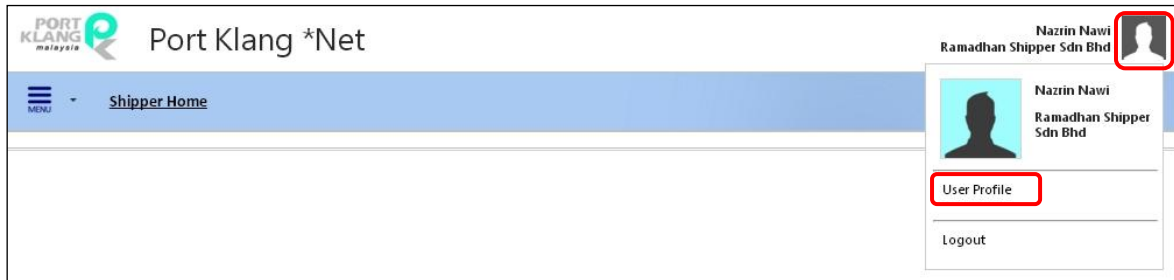 PORT
KLANG
malaysia
Port Klang *Net
Nazrin Nawi
Ramadhan Shipper Sdn Bhd
MENU
Shipper Home
Nazrin Nawi
Ramadhan Shipper
Sdn Bhd
User Profile
Logout